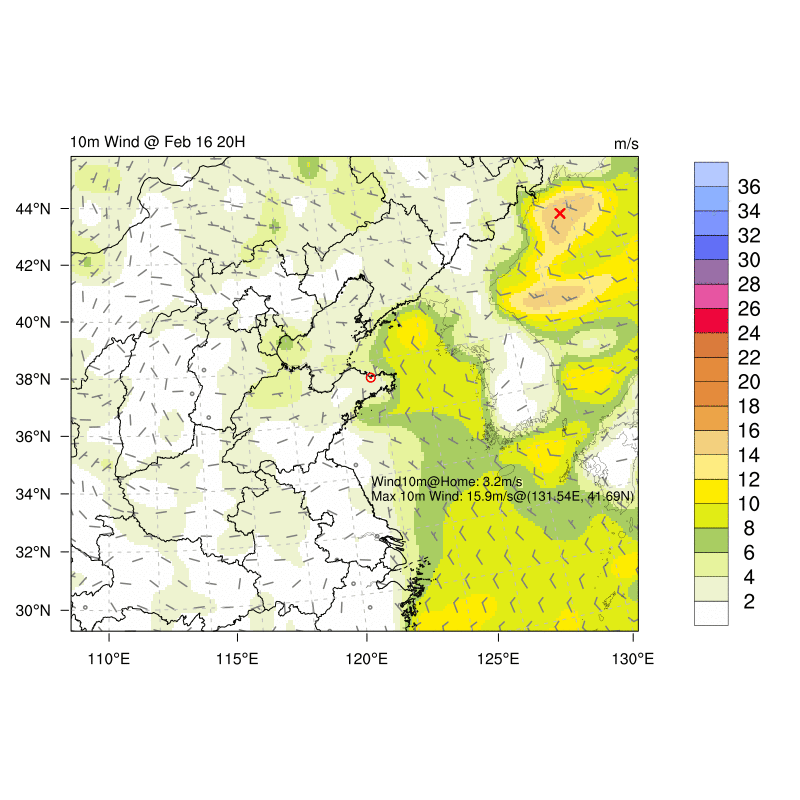 10m Wind @ Feb 16 20H
m/s
44°N
42°N
40°N
38°N
36°N
34°N
32°N
30°N
110°E
115°E
120°E
125°E
130°E
Wind10m@Home: 3.2m/s
Max 10m Wind: 15.9m/s@(131.54E, 41.69N)
36
34
32
30
28
26
24
22
20
18
16
14
12
10
8
6
4
2